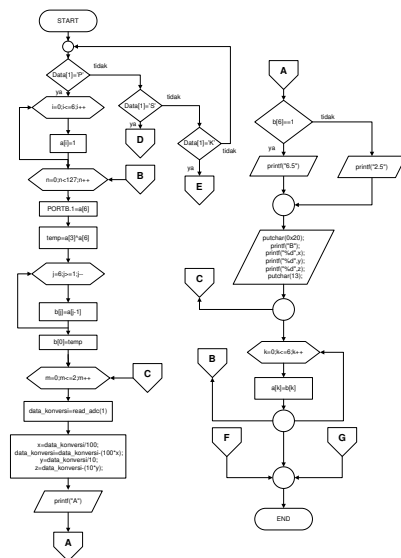 START
Data[1]='P'
tidak
ya
Data[1]='S'
tidak
ya
D
Data[1]='K'
tidak
ya
E
i=0;i<=6;i++
a[i]=1
n=0;n<127;n++
B
PORTB.1=a[6]
temp=a[3]^a[6]
j=6;j>=1;j--
b[j]=a[j-1]
b[0]=temp
m=0;m<=2;m++
C
data_konversi=read_adc(1)
x=data_konversi/100;
data_konversi=data_konversi-(100*x);
y=data_konversi/10;
z=data_konversi-(10*y);
printf("A")
A
A
b[6]==1
tidak
ya
printf("6.5")
printf("2.5")
putchar(0x20);
printf("B");
printf("%d",x);
printf("%d",y);
printf("%d",z);
putchar(13);
C
k=0;k<=6;k++
B
a[k]=b[k]
F
G
END